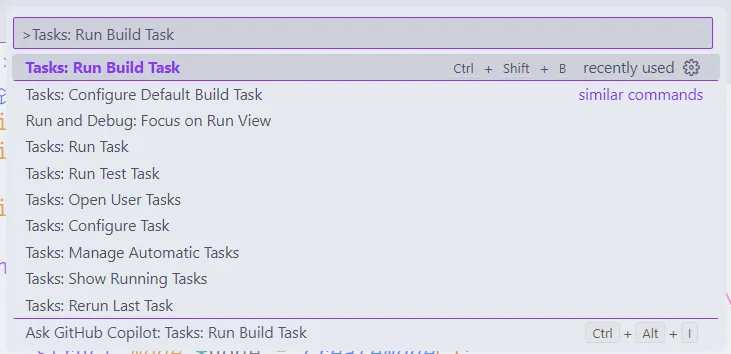 >Tasks: Run Build Task
Tasks: Run Build Task Ctrl + Shift + B recently used
Tasks: Configure Default Build Task similar commands
Run and Debug: Focus on Run View
Tasks: Run Task
Tasks: Run Test Task
Tasks: Open User Tasks
Tasks: Configure Task
Tasks: Manage Automatic Tasks
Tasks: Show Running Tasks
Tasks: Rerun Last Task
Ask GitHub Copilot: Tasks: Run Build Task Ctrl + Alt + I